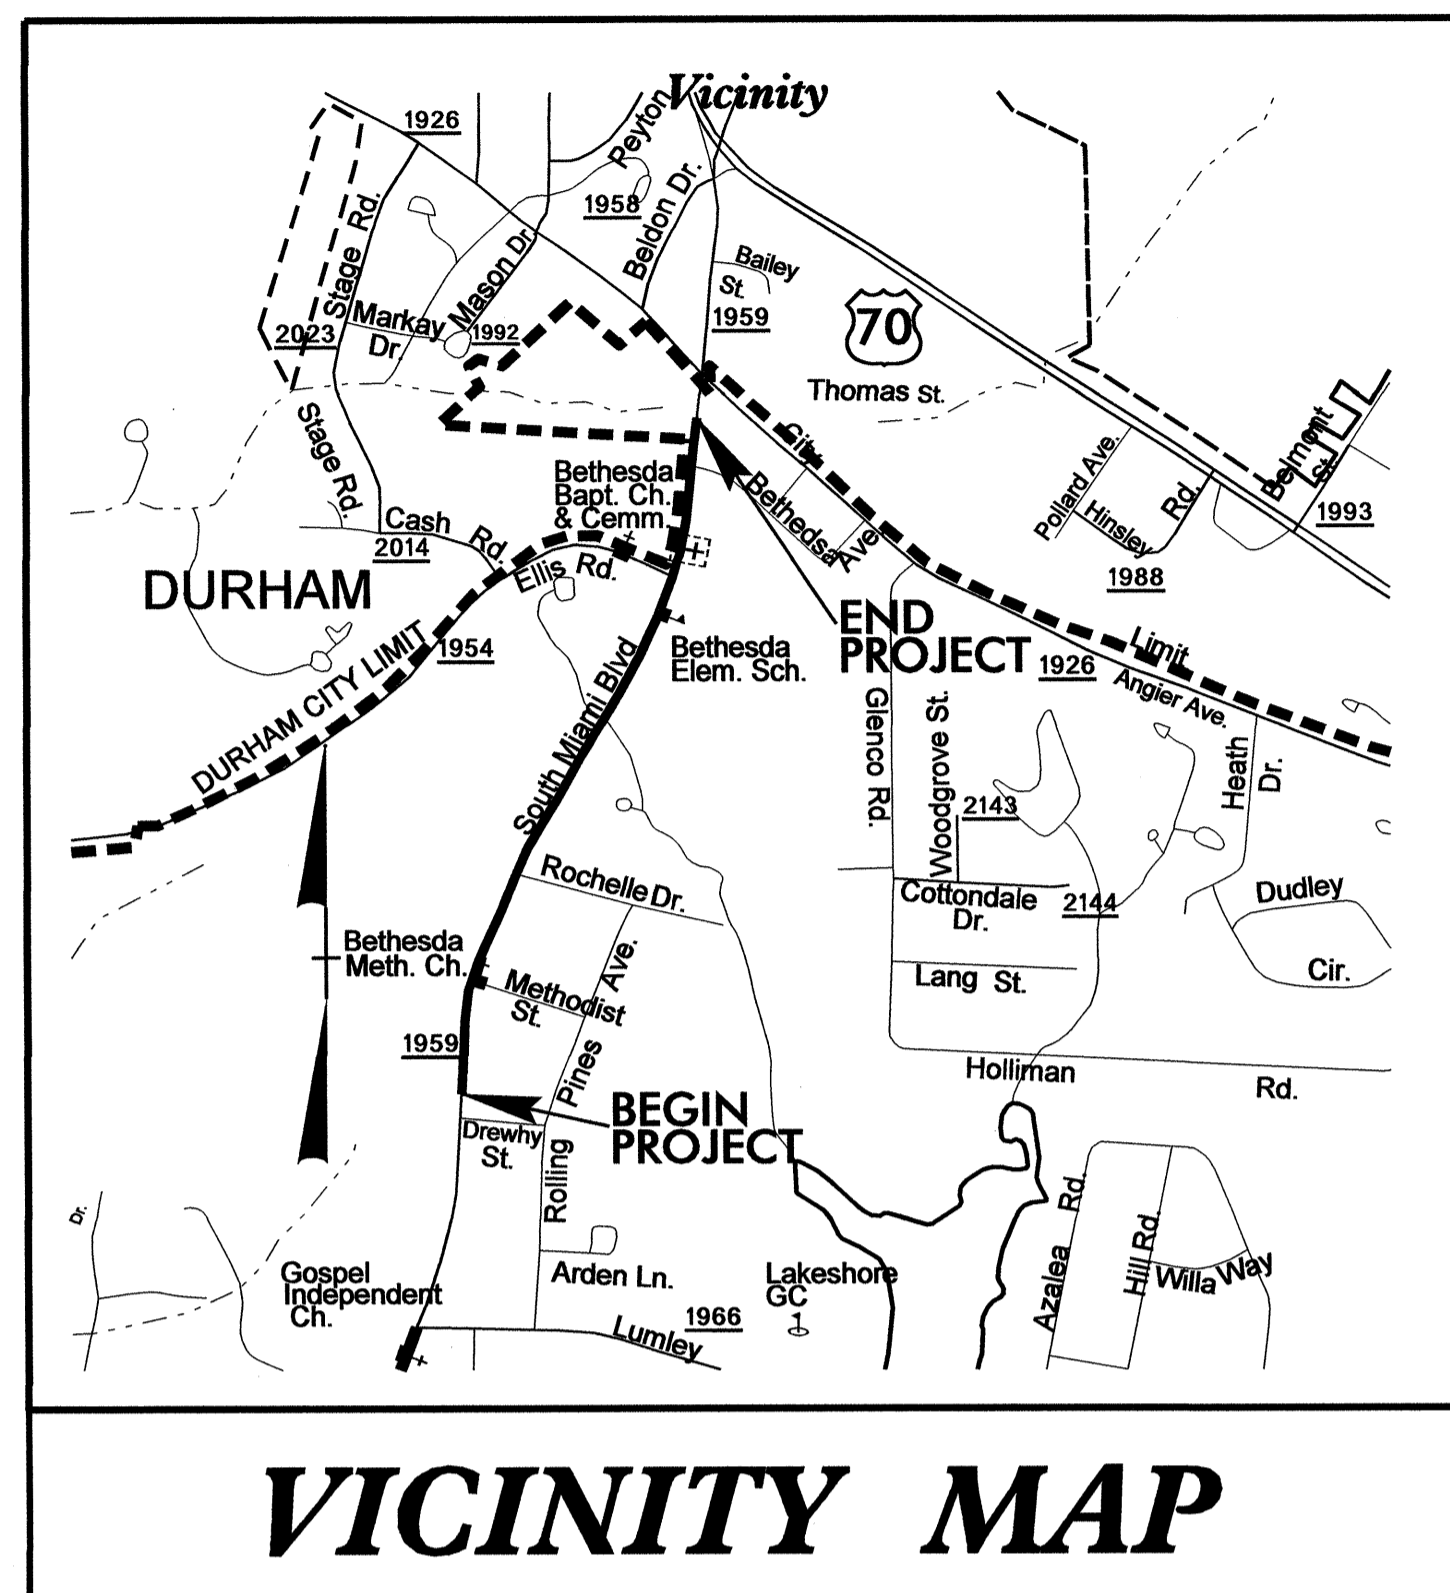 Vicinity
1926
Peyton
1958
Beldon Dr.
Stage Rd.
Mason Dr.
Bailey
St.
1959
70
Markay
Dr.
2023
1992
Thomas St.
City
Belmont
St.
Pollard Ave.
Hinsley
Rd.
1993
1988
Stage Rd.
Bethesda
Bapt. Ch.
& Cemm.
Bethedsa
Ave.
Cash
Rd.
2014
Ellis Rd.
DURHAM
DURHAM CITY LIMIT
1954
END
PROJECT
Bethesda
Elem. Sch.
Limit
1926
Angier Ave.
South Miami Blvd
Glenco Rd.
Woodgrove St.
2143
Heath
Dr.
Rochelle Dr.
Cottondale
Dr.
2144
Dudley
Cir.
Bethesda
Meth. Ch.
Methodist
St.
Lang St.
1959
Rolling Pines Ave.
Holliman
Rd.
BEGIN
PROJECT
Drewhy
St.
Dr.
Azalea Rd.
Hill Rd.
Willa Way
Gospel
Independent
Ch.
Arden Ln.
Lakeshore
GC
1966
Lumley
VICINITY MAP